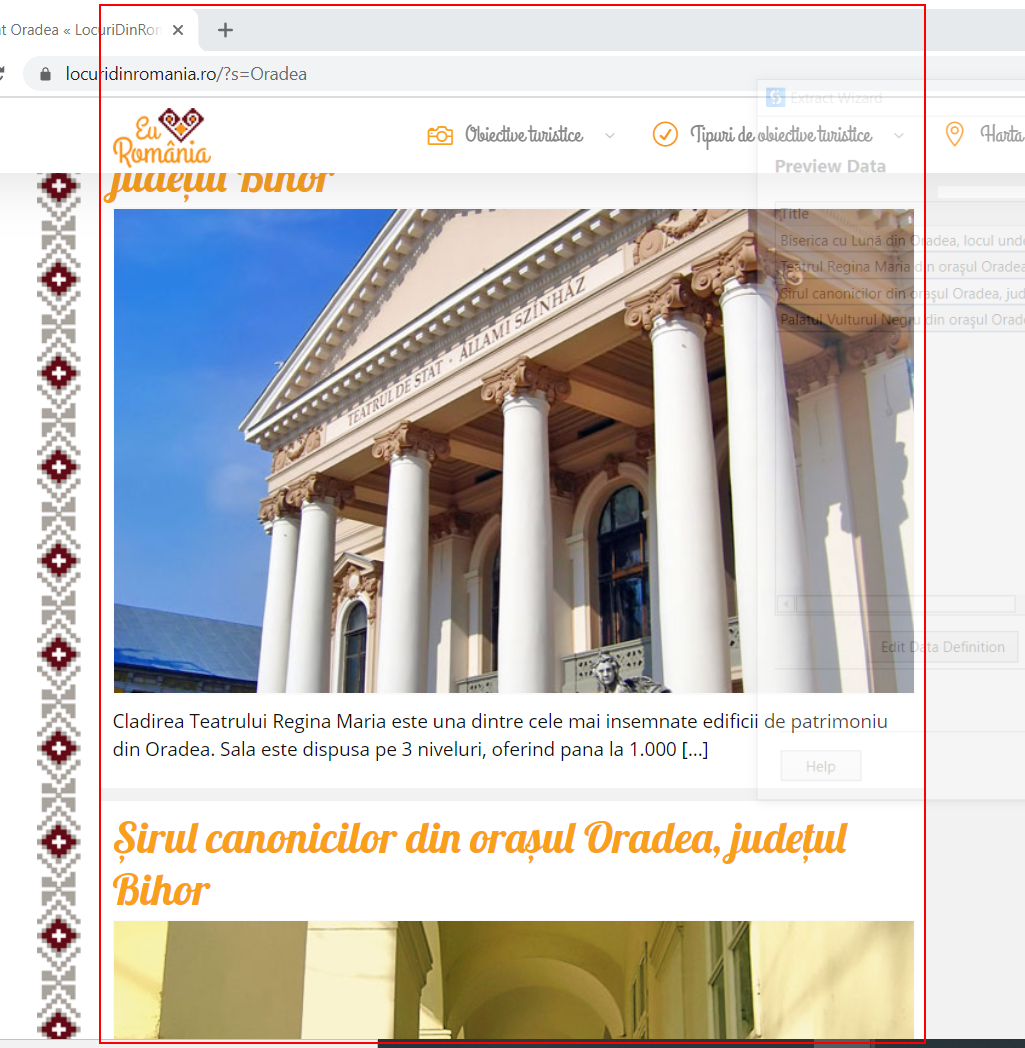 t Oradea « LocuriDinRom
locuridinromania.ro/?s=Oradea
Extract Wizard
Eu
România
Obiective turistice
Tipuri de obiective turistice
Harta
Preview Data
județul Bihor
Title
Biserica cu Lună din Oradea, locul unde
Teatrul Regina Maria din oraşul Oradea
Șirul canonicilor din oraşul Oradea, jud
Palatul Vulturul Negru din oraşul Orade
TEATRUL DE STAT · ÁLLAMI SZÍNHÁZ
Edit Data Definition
Cladirea Teatrului Regina Maria este una dintre cele mai insemnate edificii de patrimoniu
din Oradea. Sala este dispusa pe 3 niveluri, oferind pana la 1.000 [...]
Help
Șirul canonicilor din orașul Oradea, județul
Bihor